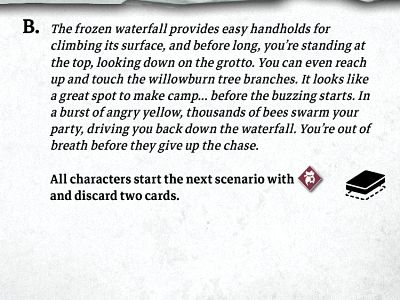 B. The frozen waterfall provides easy handholds for
climbing its surface, and before long, you're standing at
the top, looking down on the grotto. You can even reach
up and touch the willowburn tree branches. It looks like
a great spot to make camp... before the buzzing starts. In
a burst of angry yellow, thousands of bees swarm your
party, driving you back down the waterfall. You're out of
breath before they give up the chase.
All characters start the next scenario with
and discard two cards.